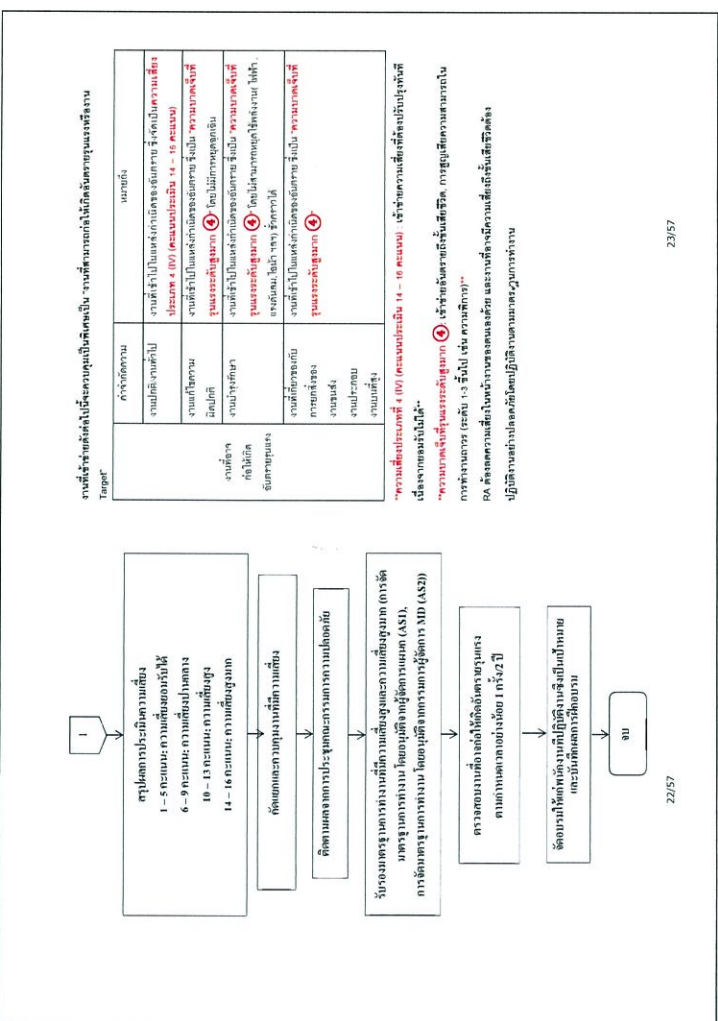 1
สรุปผลการประเมินความเสี่ยง
1 – 5 คะแนน; ความเสี่ยงยอมรับได้
6 – 9 คะแนน; ความเสี่ยงปานกลาง
10 – 13 คะแนน; ความเสี่ยงสูง
14 – 16 คะแนน; ความเสี่ยงสูงมาก
คัดแยกและควบคุมงานที่มีความเสี่ยง
ติดตามผลจากการประชุมคณะกรรมการความปลอดภัย
รับรองมาตรฐานการทำงานที่มีความเสี่ยงสูงและความเสี่ยงสูงมาก (การจัด
มาตรฐานการทำงาน โดยอนุมัติจากผู้จัดการแผนก (AS1),
การจัดมาตรฐานการทำงาน โดยอนุมัติจากกรรมการผู้จัดการ MD (AS2))
ตรวจสอบงานที่อาจก่อให้เกิดอันตรายรุนแรง
ตามกำหนดเวลาอย่างน้อย 1 ครั้ง/2 ปี
จัดอบรมให้แก่พนักงานที่ปฏิบัติงานซึ่งเป็นเป้าหมาย
และบันทึกผลการฝึกอบรม
จบ
22/57
งานที่เข้าข่ายดังต่อไปนี้จะควบคุมเป็นพิเศษเป็น "งานที่สามารถก่อให้เกิดอันตรายรุนแรงหรืองาน
Target"
คำจำกัดความ
หมายถึง
งานที่อาจ
ก่อให้เกิด
อันตรายรุนแรง
งานปกติ/งานทั่วไป
งานที่เข้าไปในแหล่งกำเนิดของอันตราย ซึ่งจัดเป็นความเสี่ยง
ประเภท 4 (IV) (คะแนนประเมิน 14 – 16 คะแนน)
งานแก้ไขความ
ผิดปกติ
งานที่เข้าไปในแหล่งกำเนิดของอันตราย ซึ่งเป็น "ความบาดเจ็บที่
รุนแรงระดับสูงมาก ④" โดยไม่มีการหยุดฉุกเฉิน
งานบำรุงรักษา
งานที่เข้าไปในแหล่งกำเนิดของอันตราย ซึ่งเป็น "ความบาดเจ็บที่
รุนแรงระดับสูงมาก ④" โดยไม่สามารถหยุดใช้พลังงาน( ไฟฟ้า ,
แรงดันลม,ไอน้ำ ฯลฯ) ชั่วคราวได้
งานที่เกี่ยวข้องกับ
การยกสิ่งของ
งานขนส่ง
งานประกอบ
งานบนที่สูง
งานที่เข้าไปในแหล่งกำเนิดของอันตราย ซึ่งเป็น "ความบาดเจ็บที่
รุนแรงระดับสูงมาก ④"
"ความเสี่ยงประเภทที่ 4 (IV) (คะแนนประเมิน 14 – 16 คะแนน) : เข้าข่ายความเสี่ยงที่ต้องปรับปรุงทันที
เนื่องจากยอมรับไม่ได้"
"ความบาดเจ็บที่รุนแรงระดับสูงมาก ④: เข้าข่ายอันตรายถึงขั้นเสียชีวิต, การสูญเสียความสามารถใน
การทำงานถาวร (ระดับ 1-3 ขึ้นไป เช่น ความพิการ)"
RA ต้องลดความเสี่ยงในหน้างานของตนเองด้วย และงานที่อาจมีความเสี่ยงถึงขั้นเสียชีวิตต้อง
ปฏิบัติงานอย่างปลอดภัยโดยปฏิบัติงานตามมาตรฐานการทำงาน
23/57